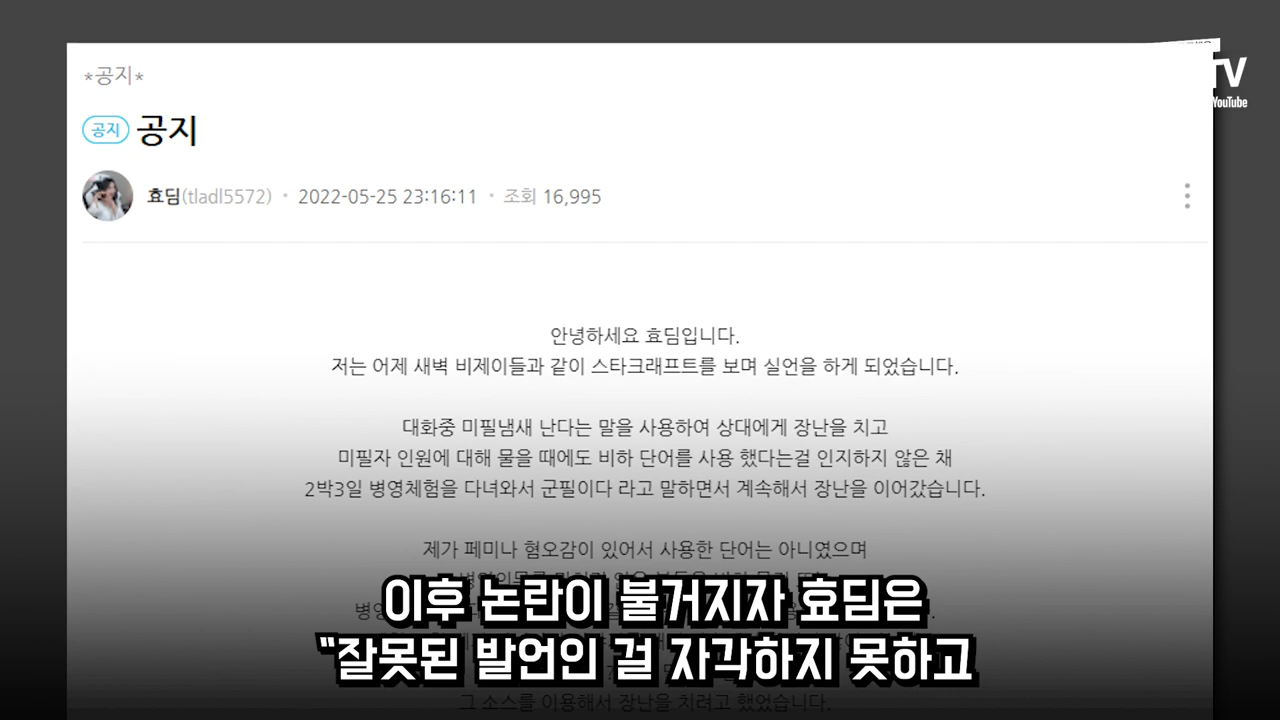 *공지*
TV
YouTube
공지 공지
효딤(tladl5572) • 2022-05-25 23:16:11 • 조회 16,995
안녕하세요 효딤입니다.
저는 어제 새벽 비제이들과 같이 스타크래프트를 보며 실언을 하게 되었습니다.
대화중 미필냄새 난다는 말을 사용하여 상대에게 장난을 치고
미필자 인원에 대해 물을 때에도 비하 단어를 사용 했다는걸 인지하지 않은 채
2박3일 병영체험을 다녀와서 군필이다 라고 말하면서 계속해서 장난을 이어갔습니다.
제가 페미나 혐오감이 있어서 사용한 단어는 아니였으며
이후 논란이 불거지자 효딤은
"잘못된 발언인 걸 자각하지 못하고
그 소스를 이용해서 장난을 치려고 했었습니다.